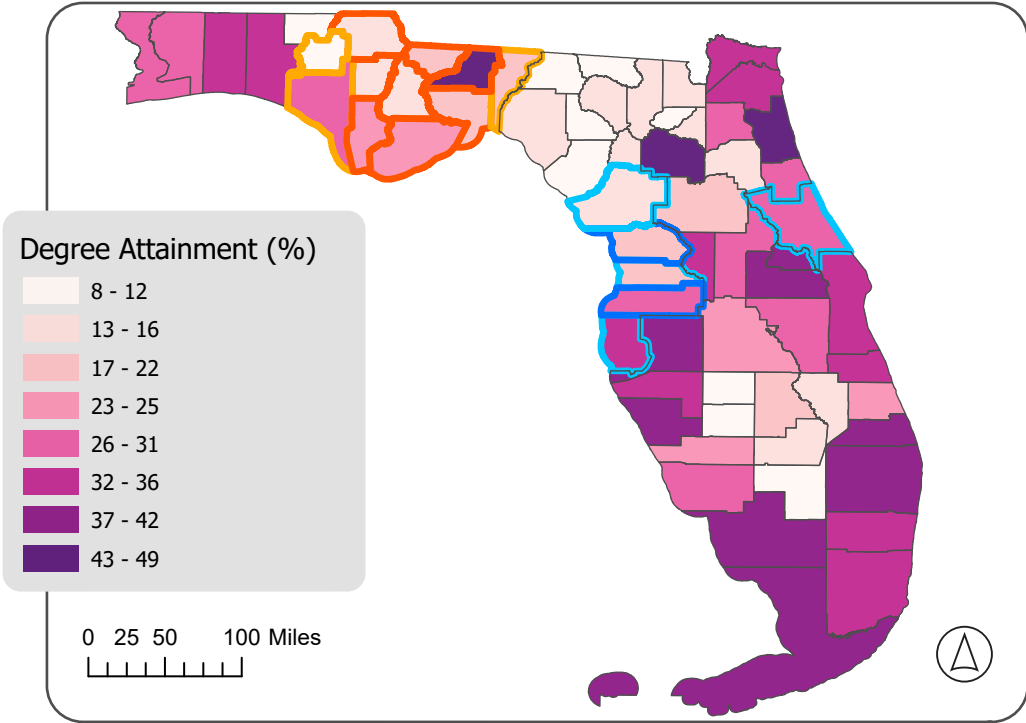 Degree Attainment (%)
8 - 12
13 - 16
17 - 22
23 - 25
26 - 31
32 - 36
37 - 42
43 - 49
0 25 50 100 Miles